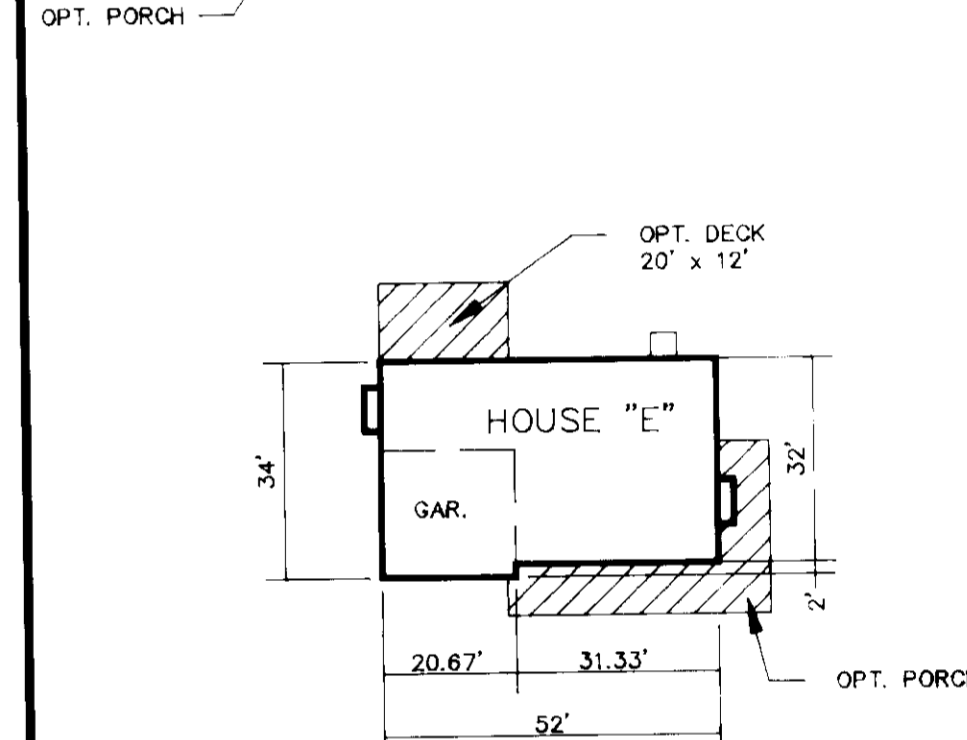 OPT. PORCH
OPT. DECK
20' x 12'
HOUSE "E"
34'
32'
GAR.
2'
20.67'
31.33'
OPT. PORCH
52'